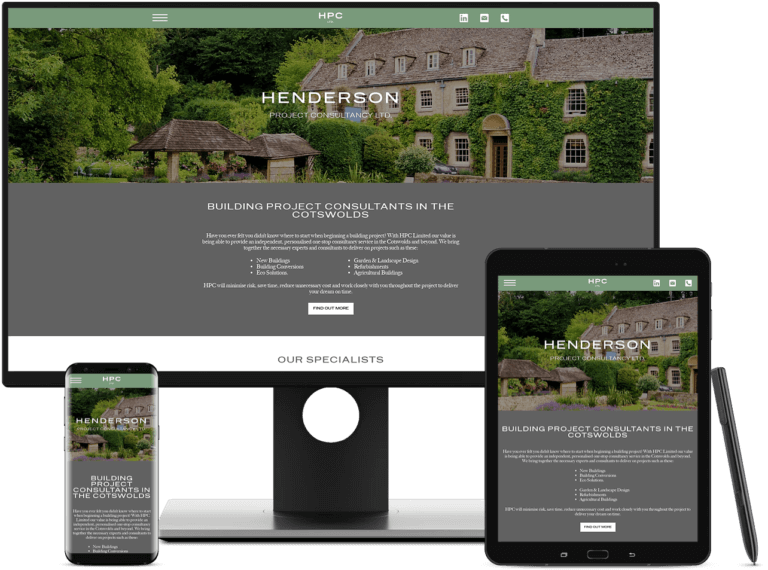 HPC
HENDERSON
PROJECT CONSULTANCY LTD.
BUILDING PROJECT CONSULTANTS IN THE
COTSWOLDS
Have you ever felt you didn't know where to start when beginning a building project? With HPC Limited our value is
being able to provide an independent, personalised one-stop consultancy service in the Cotswolds and beyond. We bring
together the necessary experts and consultants to deliver on projects such as these:
• New Buildings
• Building Conversions
• Eco Solutions
• Garden & Landscape Design
• Refurbishments
• Agricultural Buildings
HPC will minimise risk, save time, reduce unnecessary cost and work closely with you throughout the project to deliver
your dream on time.
FIND OUT MORE
OUR SPECIALISTS
HPC
HENDERSON
PROJECT CONSULTANCY LTD.
BUILDING
PROJECT
CONSULTANTS IN
THE COTSWOLDS
Have you ever felt you didn't know where to start
when beginning a building project? With HPC
Limited our value is being able to provide an
independent, personalised one-stop consultancy
service in the Cotswolds and beyond. We bring
together the necessary experts and consultants to
deliver on projects such as these:
• New Buildings
• Building Conversions
HPC
HENDERSON
PROJECT CONSULTANCY LTD.
BUILDING PROJECT CONSULTANTS IN THE
COTSWOLDS
Have you ever felt you didn't know where to start when beginning a building project? With HPC Limited our value
is being able to provide an independent, personalised one-stop consultancy service in the Cotswolds and beyond.
We bring together the necessary experts and consultants to deliver on projects such as these:
• New Buildings
• Building Conversions
• Eco Solutions
• Garden & Landscape Design
• Refurbishments
• Agricultural Buildings
HPC will minimise risk, save time, reduce unnecessary cost and work closely with you throughout the project to
deliver your dream on time.
FIND OUT MORE